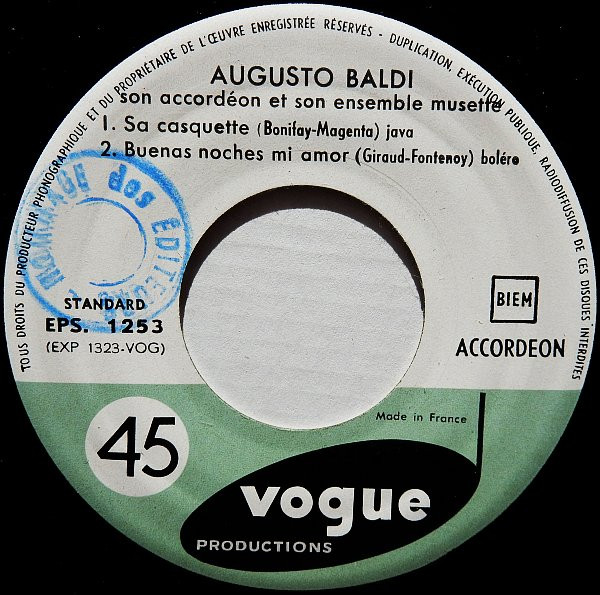 TOUS DROITS DU PRODUCTEUR PHONOGRAPHIQUE ET DU PROPRIÉTAIRE DE L'ŒUVRE ENREGISTRÉE RÉSERVÉS - DUPLICATION, EXÉCUTION PUBLIQUE, RADIODIFFUSION DE CES DISQUES INTERDITES
AUGUSTO BALDI
son accordéon et son ensemble musette
1. Sa casquette (Bonifay-Magenta) java
2. Buenas noches mi amor (Giraud-Fontenoy) boléro
HOMMAGE des EDITEURS
STANDARD
EPS. 1253
(EXP 1323-VOG)
BIEM
ACCORDEON
45
Made in France
vogue
PRODUCTIONS